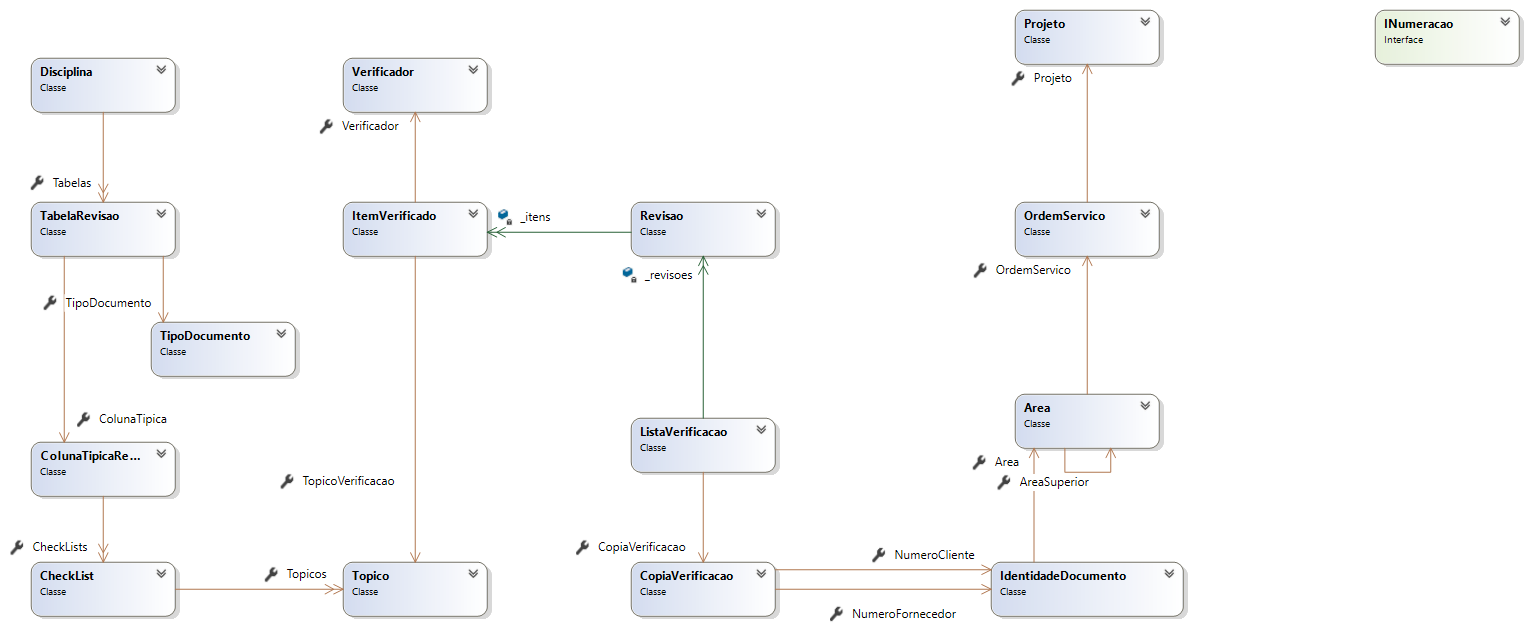 Projeto
Classe
INumeracao
Interface
Disciplina
Classe
Verificador
Classe
Projeto
Verificador
Tabelas
TabelaRevisao
Classe
ItemVerificado
Classe
_itens
Revisao
Classe
OrdemServico
Classe
_revisoes
OrdemServico
TipoDocumento
TipoDocumento
Classe
ColunaTipica
ListaVerificacao
Classe
Area
Classe
ColunaTipicaRe...
Classe
TopicoVerificacao
Area
AreaSuperior
CheckLists
CopiaVerificacao
NumeroCliente
CheckList
Classe
Topicos
Topico
Classe
CopiaVerificacao
Classe
IdentidadeDocumento
Classe
NumeroFornecedor